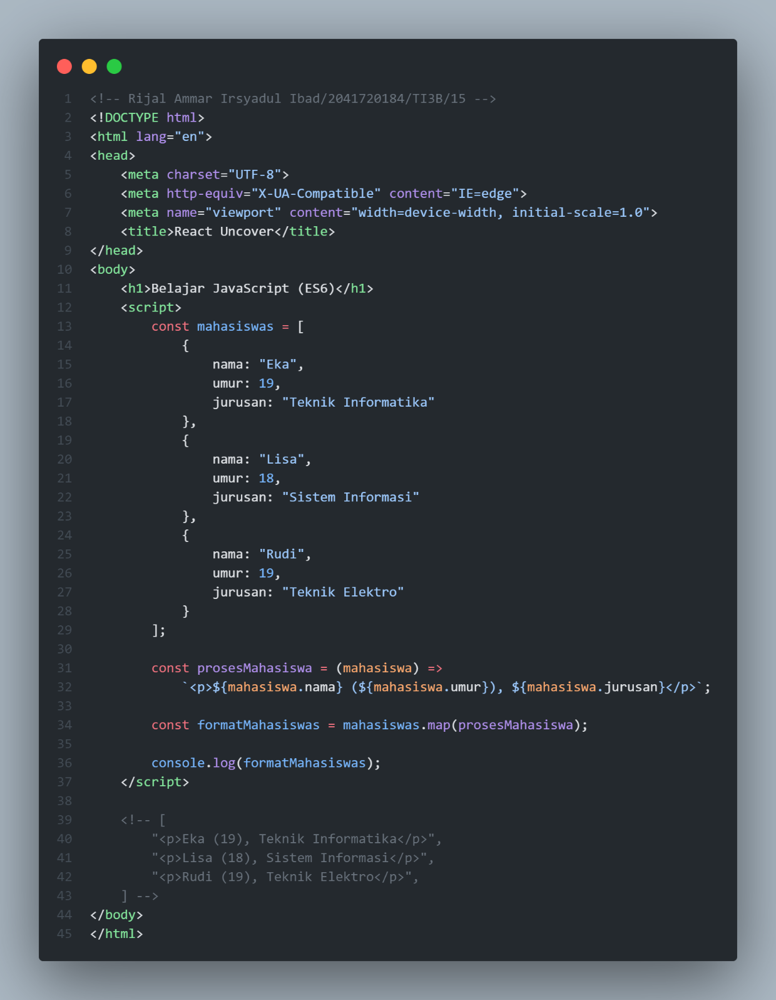 1 <!-- Rijal Ammar Irsyadul Ibad/2041720184/TI3B/15 -->
2 <!DOCTYPE html>
3 <html lang="en">
4 <head>
5     <meta charset="UTF-8">
6     <meta http-equiv="X-UA-Compatible" content="IE=edge">
7     <meta name="viewport" content="width=device-width, initial-scale=1.0">
8     <title>React Uncover</title>
9 </head>
10 <body>
11     <h1>Belajar JavaScript (ES6)</h1>
12     <script>
13         const mahasiswas = [
14             {
15                 nama: "Eka",
16                 umur: 19,
17                 jurusan: "Teknik Informatika"
18             },
19             {
20                 nama: "Lisa",
21                 umur: 18,
22                 jurusan: "Sistem Informasi"
23             },
24             {
25                 nama: "Rudi",
26                 umur: 19,
27                 jurusan: "Teknik Elektro"
28             }
29         ];
30
31         const prosesMahasiswa = (mahasiswa) =>
32             `<p>${mahasiswa.nama} (${mahasiswa.umur}), ${mahasiswa.jurusan}</p>`;
33
34         const formatMahasiswas = mahasiswas.map(prosesMahasiswa);
35
36         console.log(formatMahasiswas);
37     </script>
38
39     <!-- [
40         "<p>Eka (19), Teknik Informatika</p>",
41         "<p>Lisa (18), Sistem Informasi</p>",
42         "<p>Rudi (19), Teknik Elektro</p>",
43     ] -->
44 </body>
45 </html>